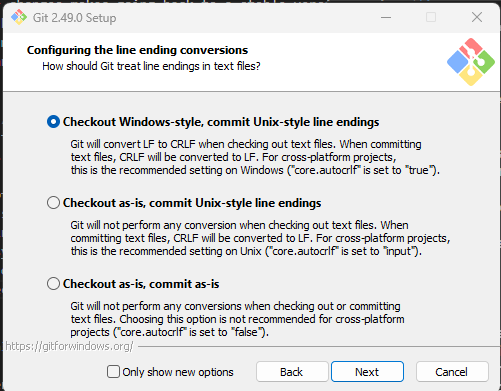 Git 2.49.0 Setup
Configuring the line ending conversions
How should Git treat line endings in text files?
Checkout Windows-style, commit Unix-style line endings
Git will convert LF to CRLF when checking out text files. When committing
text files, CRLF will be converted to LF. For cross-platform projects,
this is the recommended setting on Windows ("core.autocrlf" is set to "true").
Checkout as-is, commit Unix-style line endings
Git will not perform any conversion when checking out text files. When
committing text files, CRLF will be converted to LF. For cross-platform projects,
this is the recommended setting on Unix ("core.autocrlf" is set to "input").
Checkout as-is, commit as-is
Git will not perform any conversions when checking out or committing
text files. Choosing this option is not recommended for cross-platform
projects ("core.autocrlf" is set to "false").
https://gitforwindows.org/
Only show new options
Back
Next
Cancel